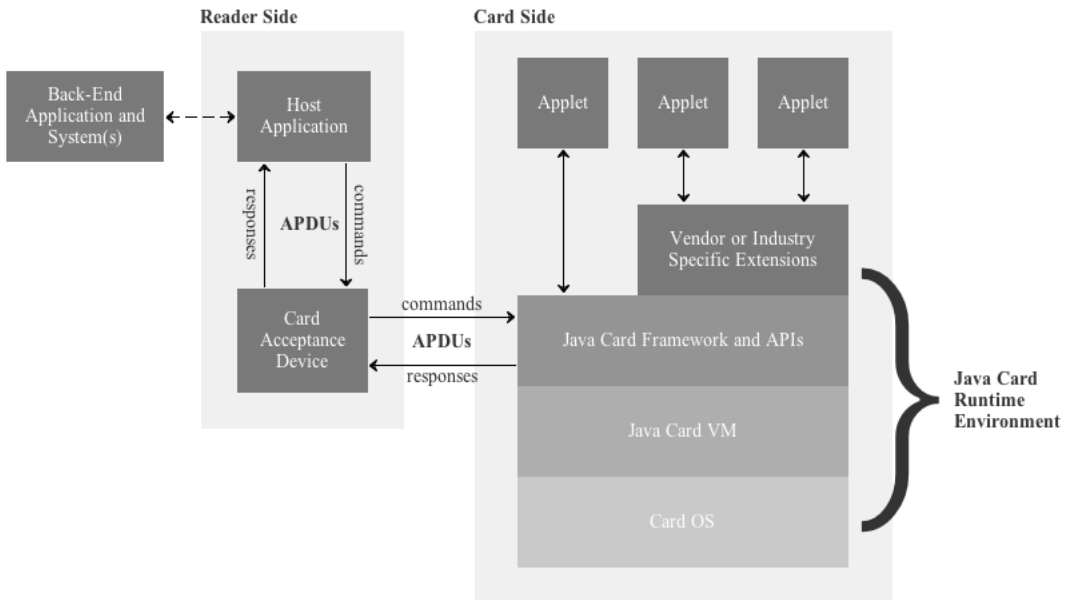 Reader Side
Card Side
Back-End
Application and
System(s)
Host
Application
Applet
Applet
Applet
responses
APDUs
commands
Vendor or Industry
Specific Extensions
Card
Acceptance
Device
commands
APDUs
responses
Java Card Framework and APIs
Java Card VM
Card OS
Java Card
Runtime
Environment